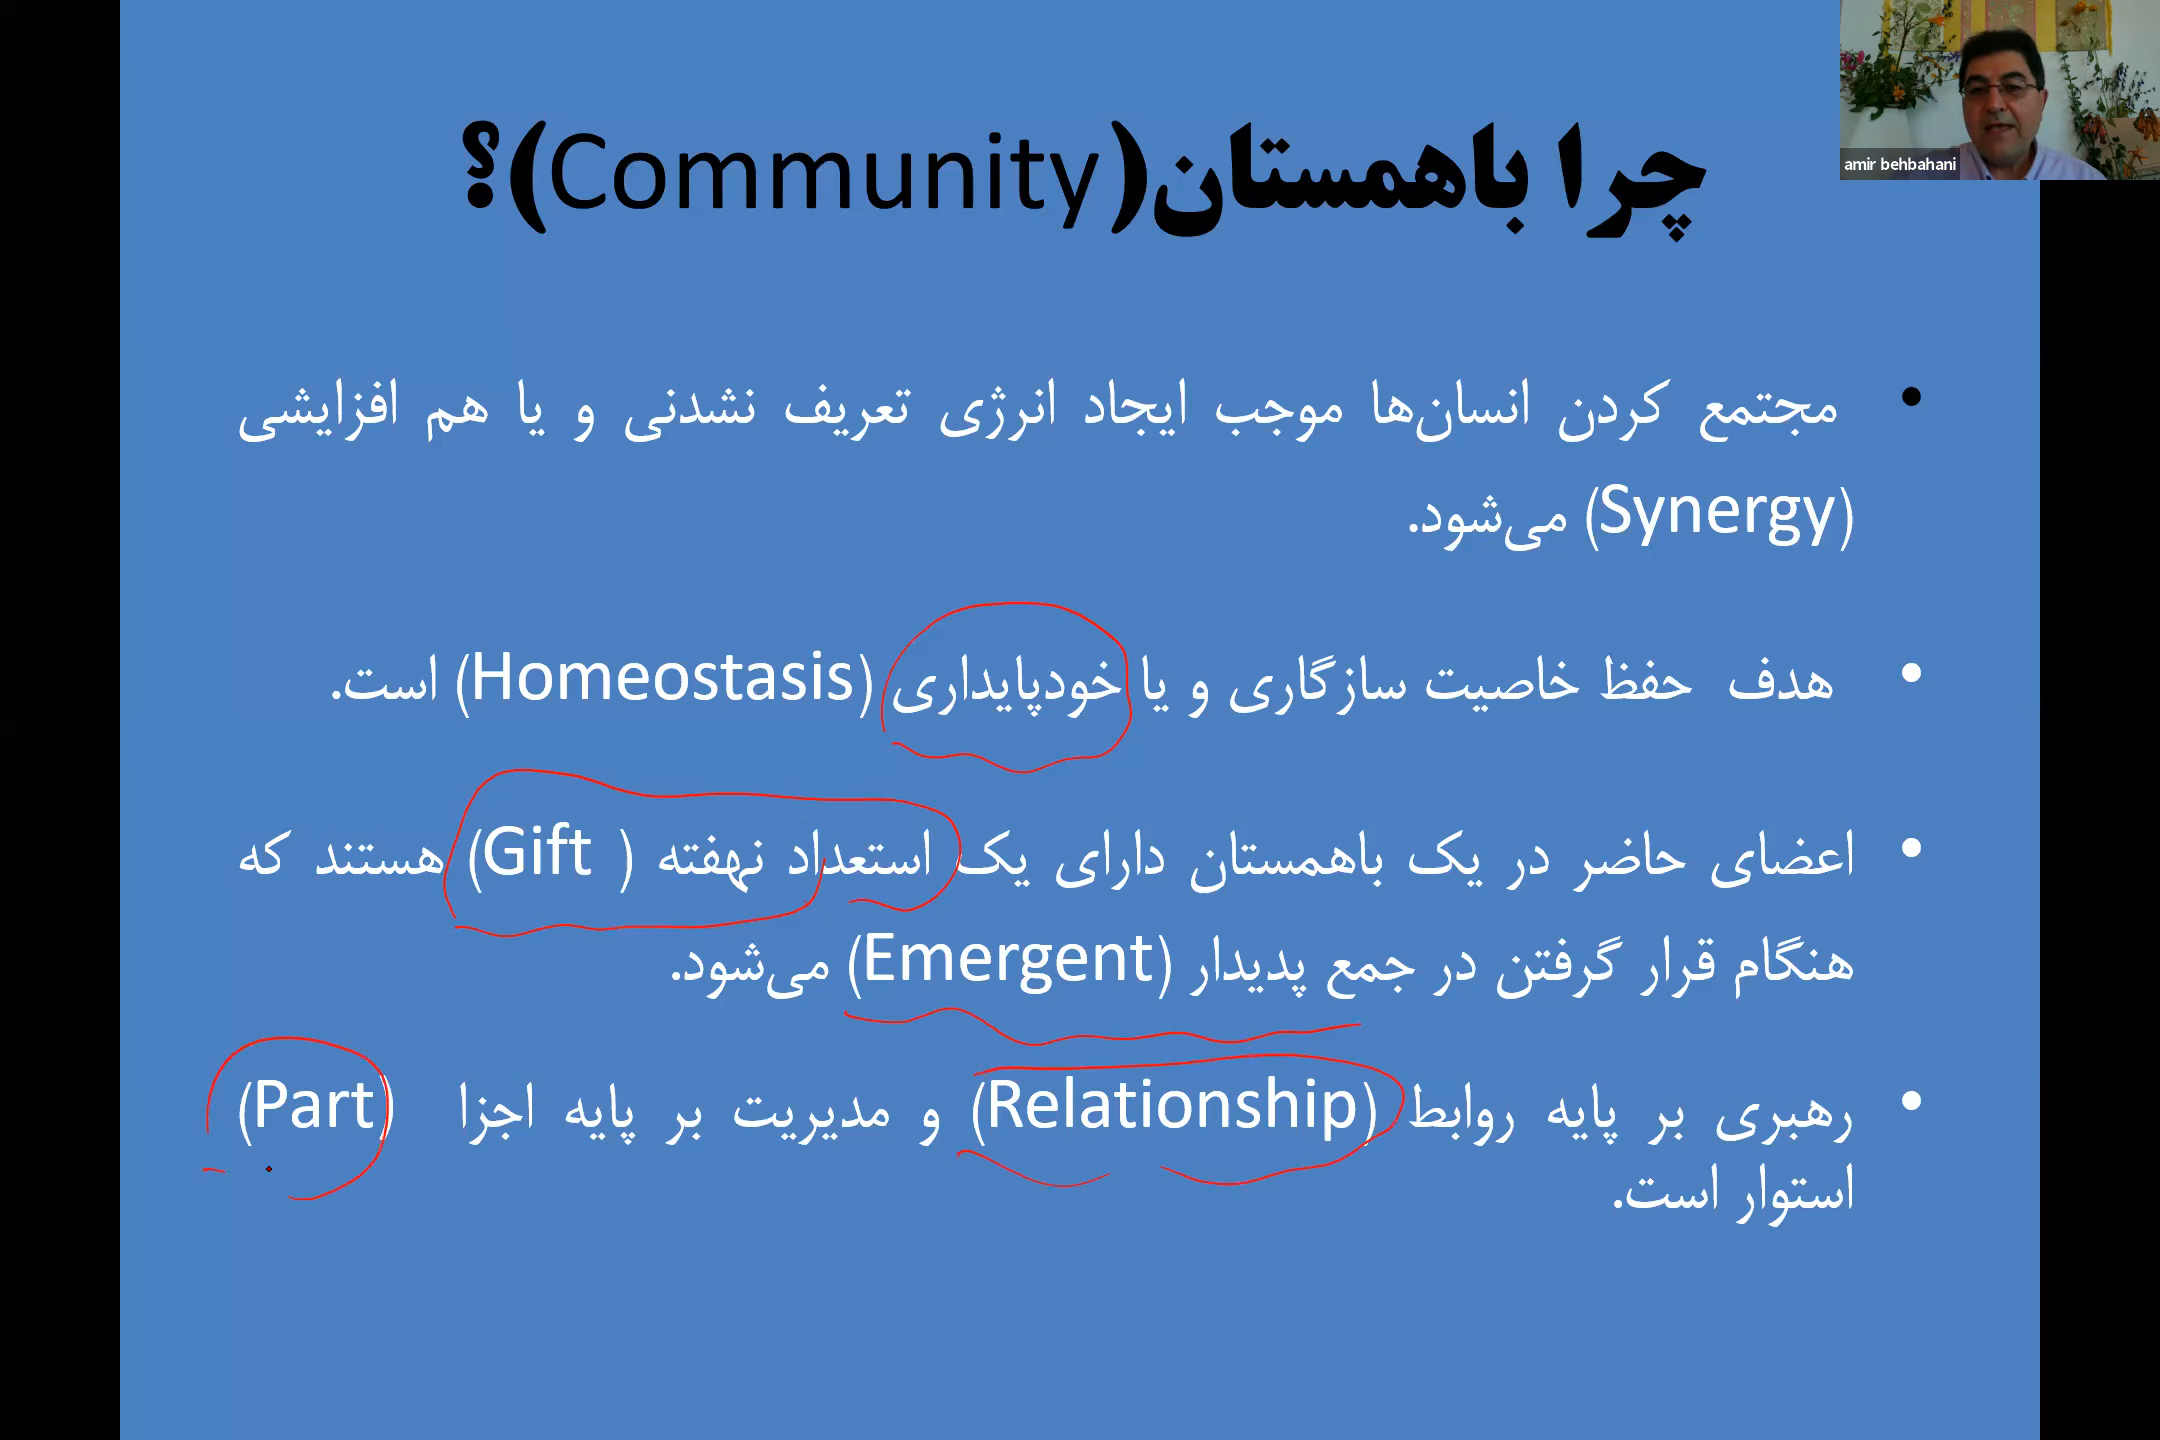 چرا باهمستان(Community)؟
amir behbahani
مجتمع کردن انسان‌ها موجب ایجاد انرژی تعریف نشدنی و یا هم افزایشی
(Synergy) می‌شود.
هدف حفظ خاصیت سازگاری و یا خودپایداری (Homeostasis) است.
اعضای حاضر در یک باهمستان دارای یک استعداد نهفته ( Gift) هستند که
هنگام قرار گرفتن در جمع پدیدار (Emergent) می‌شود.
رهبری بر پایه روابط (Relationship) و مدیریت بر پایه اجزا (Part)
استوار است.